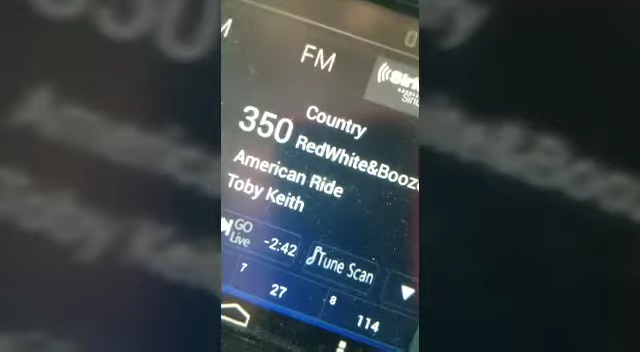 FM
Country
350 RedWhite&Booze
American Ride
Toby Keith
GO
Live
-2:42
Tune Scan
7
27
8
114